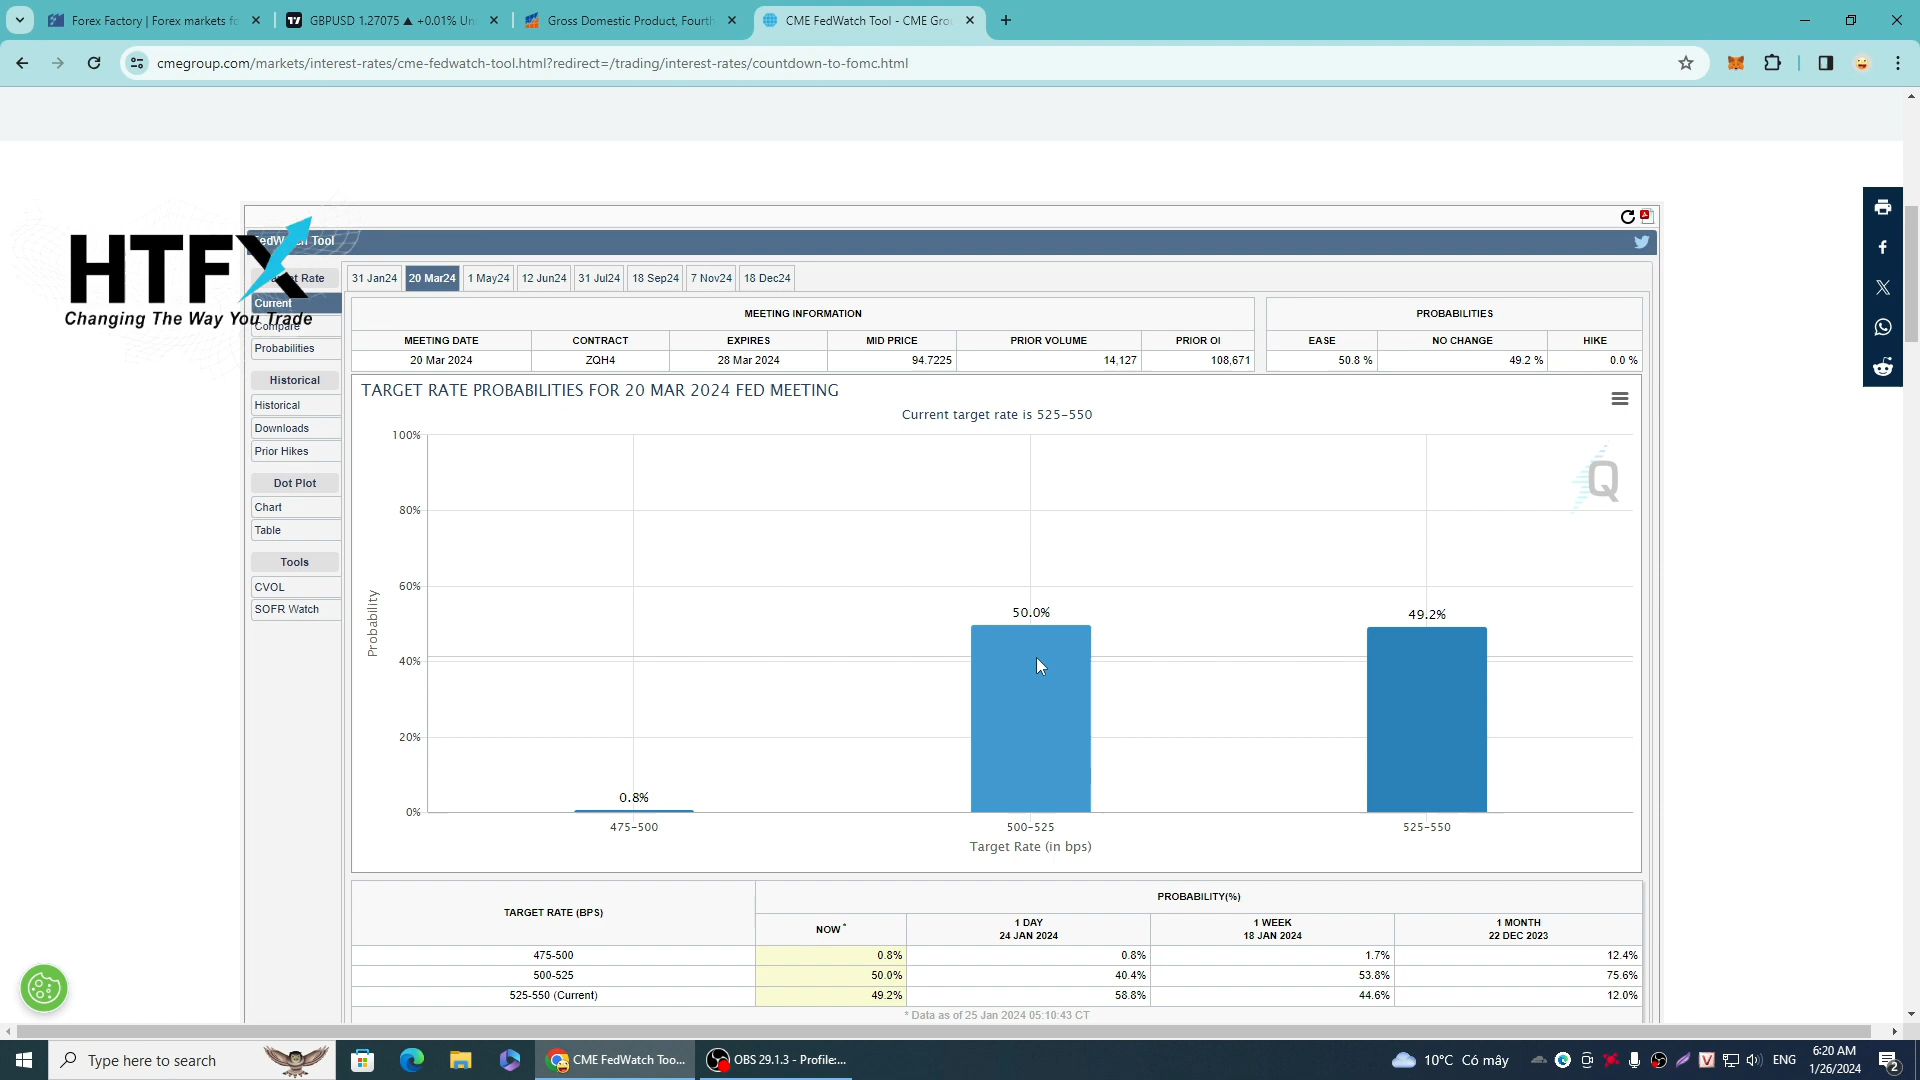 Forex Factory | Forex markets fo
GBPUSD 1.27075 ▲ +0.01% Un
Gross Domestic Product, Fourth
CME FedWatch Tool - CME Gro
cmegroup.com/markets/interest-rates/cme-fedwatch-tool.html?redirect=/trading/interest-rates/countdown-to-fomc.html
HTFX
Changing The Way You Trade
Tool
Rate
Current
Compare
Probabilities
Historical
Historical
Downloads
Prior Hikes
Dot Plot
Chart
Table
Tools
CVOL
SOFR Watch
31 Jan24 20 Mar24 1 May24 12 Jun24 31 Jul24 18 Sep24 7 Nov24 18 Dec24
MEETING INFORMATION
MEETING DATE CONTRACT EXPIRES MID PRICE PRIOR VOLUME PRIOR OI
20 Mar 2024 ZQH4 28 Mar 2024 94.7225 14,127 108,671
PROBABILITIES
EASE NO CHANGE HIKE
50.8 % 49.2 % 0.0 %
TARGET RATE PROBABILITIES FOR 20 MAR 2024 FED MEETING
Current target rate is 525-550
Q
Probability
100%
80%
60%
40%
20%
0%
0.8%
50.0%
49.2%
475-500 500-525 525-550
Target Rate (in bps)
TARGET RATE (BPS) PROBABILITY(%)
NOW * 1 DAY 1 WEEK 1 MONTH
24 JAN 2024 18 JAN 2024 22 DEC 2023
475-500 0.8% 0.8% 1.7% 12.4%
500-525 50.0% 40.4% 53.8% 75.6%
525-550 (Current) 49.2% 58.8% 44.6% 12.0%
* Data as of 25 Jan 2024 05:10:43 CT
Type here to search
CME FedWatch Too...
OBS 29.1.3 - Profile:...
10°C Có mây
ENG
6:20 AM
1/26/2024
2